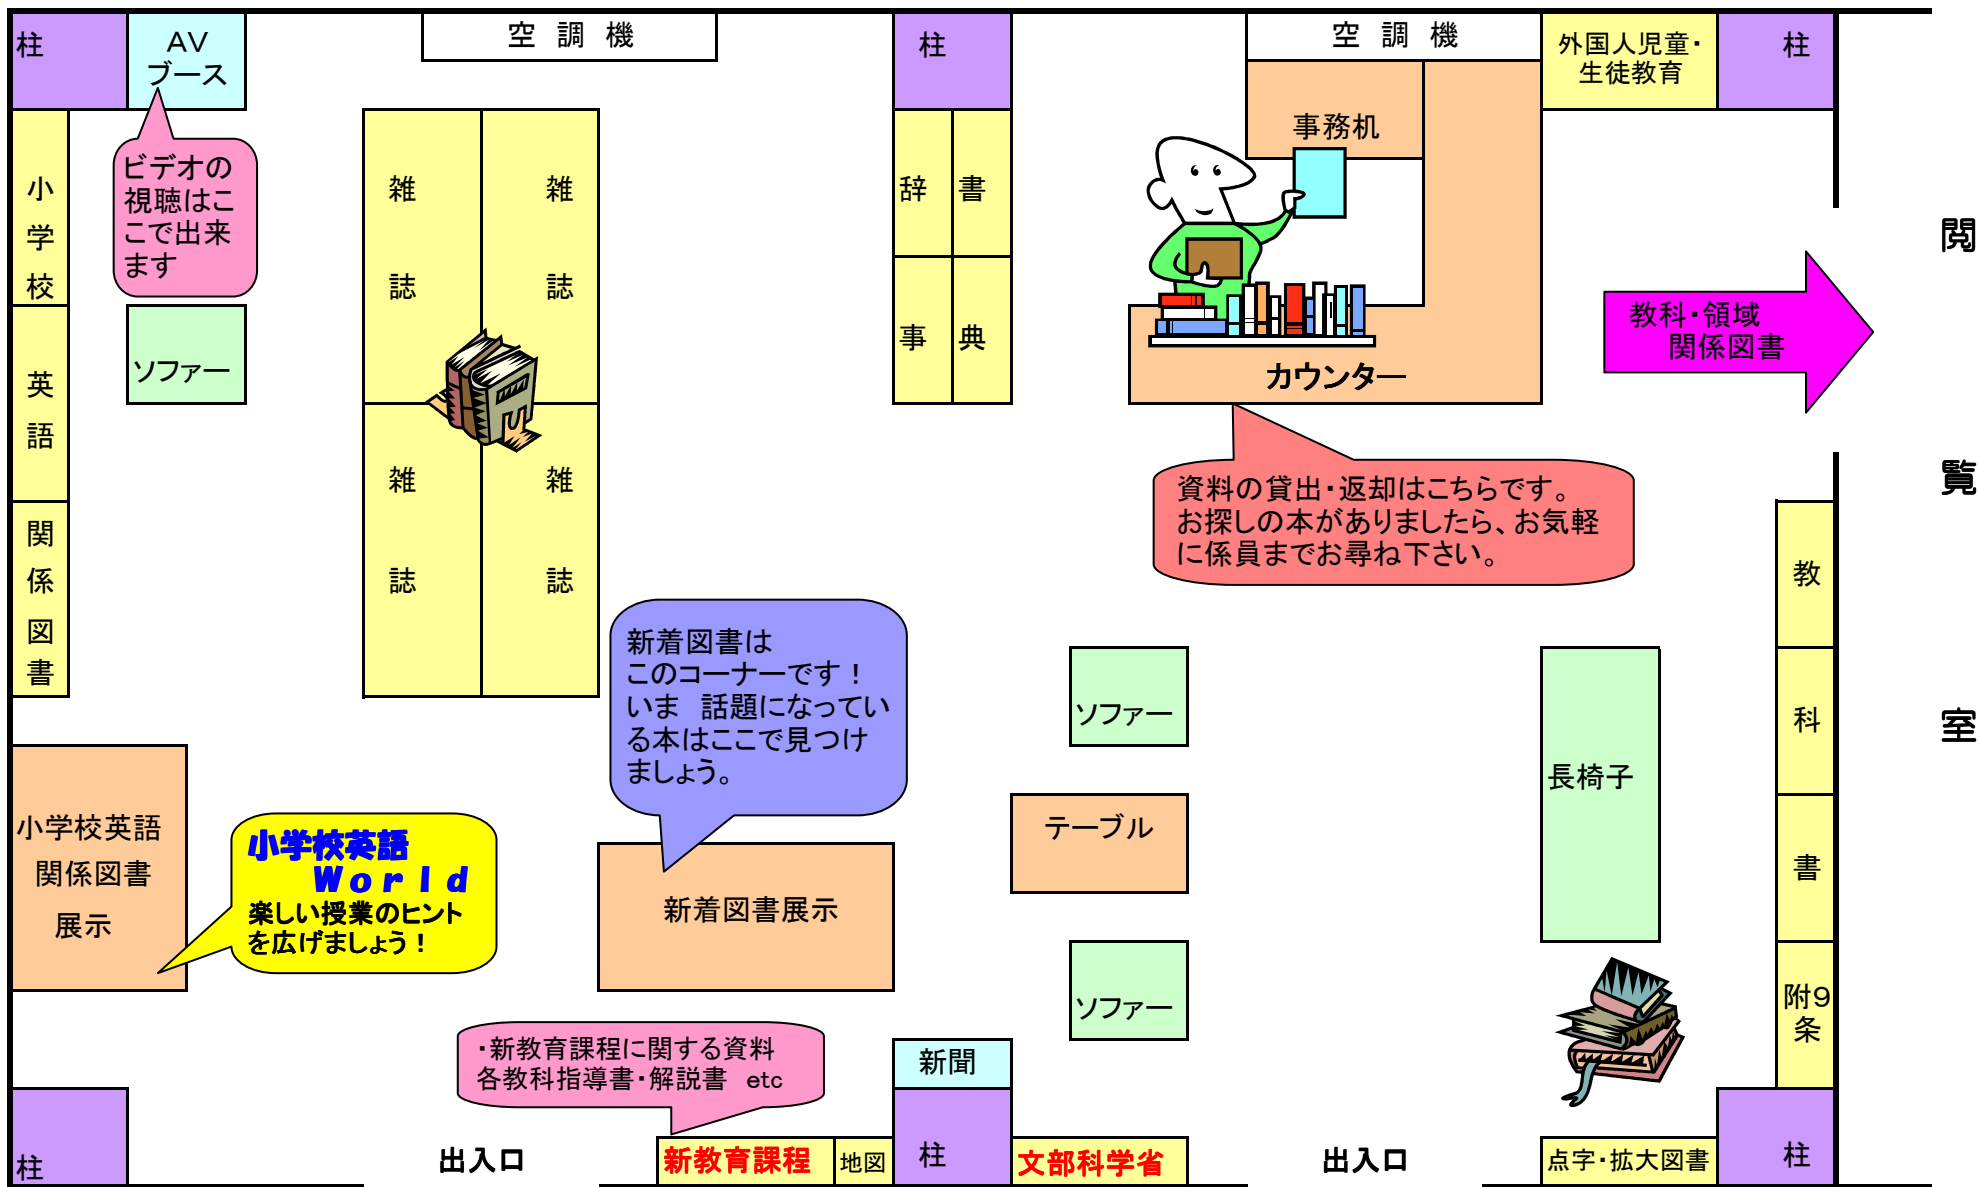 柱
AV
ブース
空 調 機
柱
空 調 機
外国人児童・
生徒教育
柱
事務机
ビデオの
視聴はこ
こで出来
ます
小学校
英語
関係図書
ソファー
雑誌
雑誌
雑誌
雑誌
辞書
事典
カウンター
教科・領域
関係図書
閲覧室
資料の貸出・返却はこちらです。
お探しの本がありましたら、お気軽
に係員までお尋ね下さい。
新着図書は
このコーナーです！
いま 話題になってい
る本はここで見つけ
ましょう。
ソファー
長椅子
教科書
小学校英語
関係図書
展示
小学校英語
World
楽しい授業のヒント
を広げましょう！
新着図書展示
テーブル
ソファー
附9
条
・新教育課程に関する資料
各教科指導書・解説書 etc
新聞
柱
出入口
新教育課程
地図
柱
文部科学省
出入口
点字・拡大図書
柱